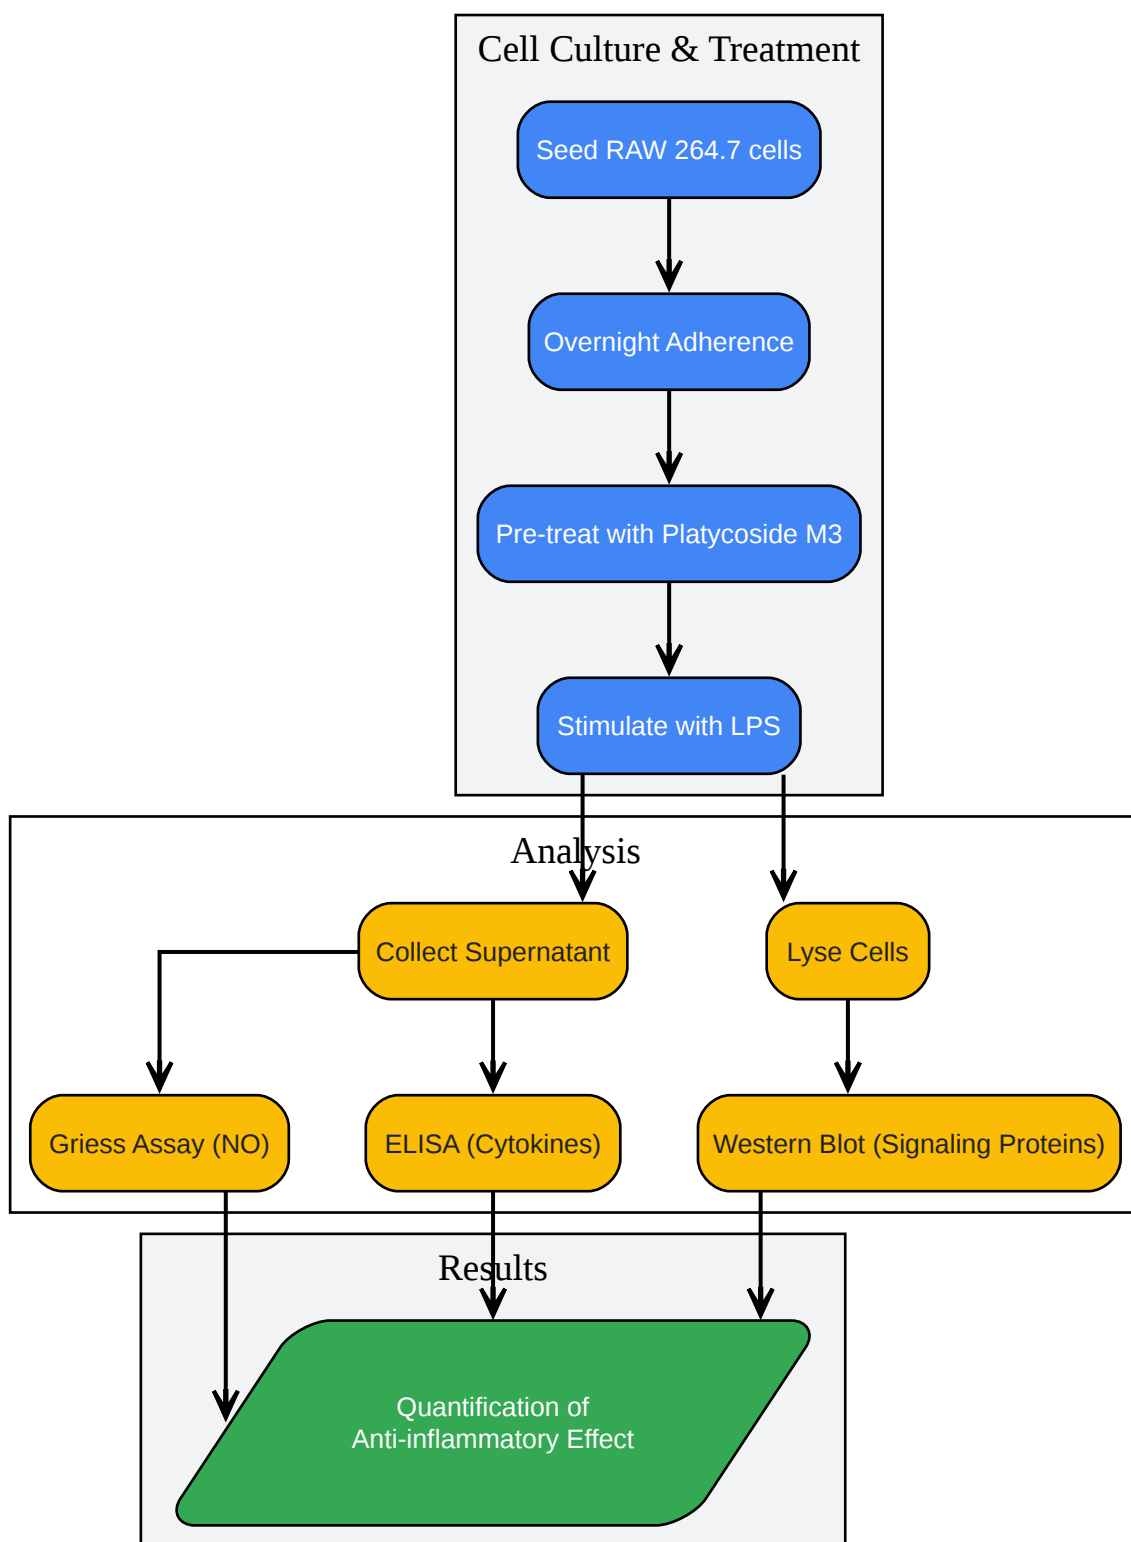 Cell Culture & Treatment
Seed RAW 264.7 cells
Overnight Adherence
Pre-treat with Platycoside M3
Stimulate with LPS
Analysis
Collect Supernatant
Lyse Cells
Griess Assay (NO)
ELISA (Cytokines)
Western Blot (Signaling Proteins)
Results
Quantification of
Anti-inflammatory Effect